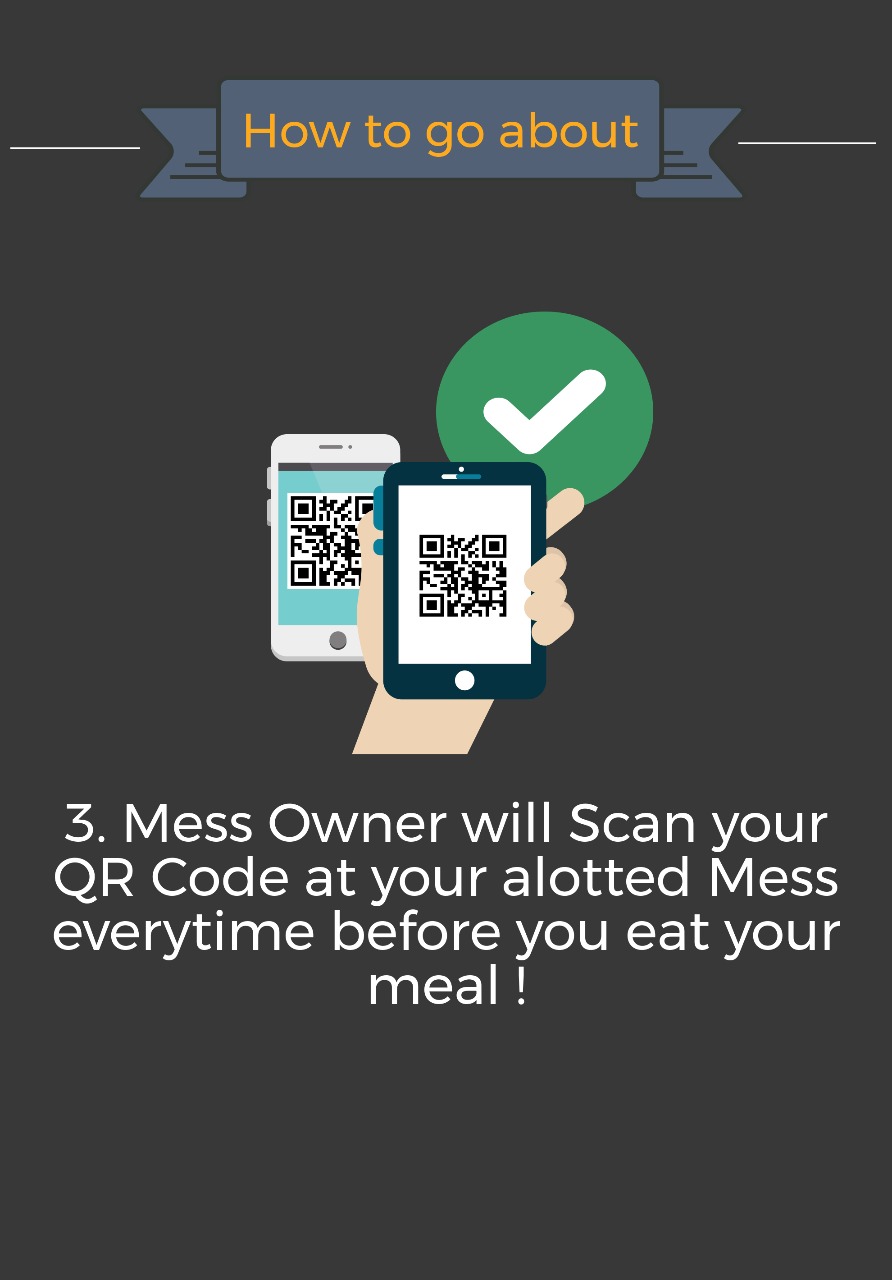 How to go about
3. Mess Owner will Scan your
QR Code at your alotted Mess
everytime before you eat your
meal !